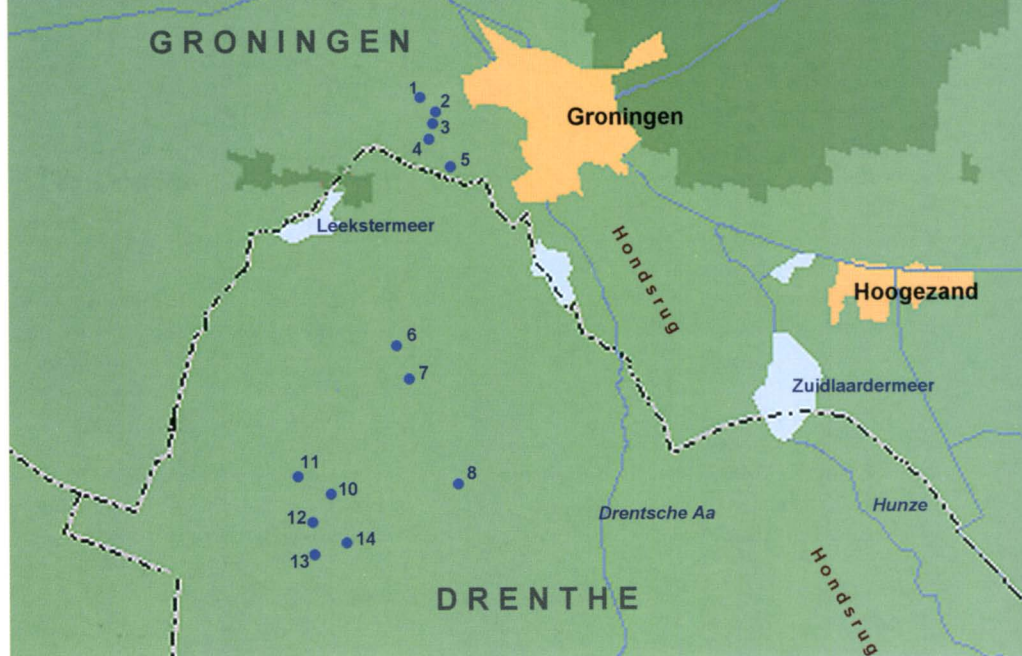 GRONINGEN
1
2
Groningen
3
4
5
Leekstermeer
Hondsrug
Hoogezand
6
7
Zuidlaardermeer
11
8
10
Hunze
12
Drentsche Aa
14
13
Hondsrug
DRENTHE